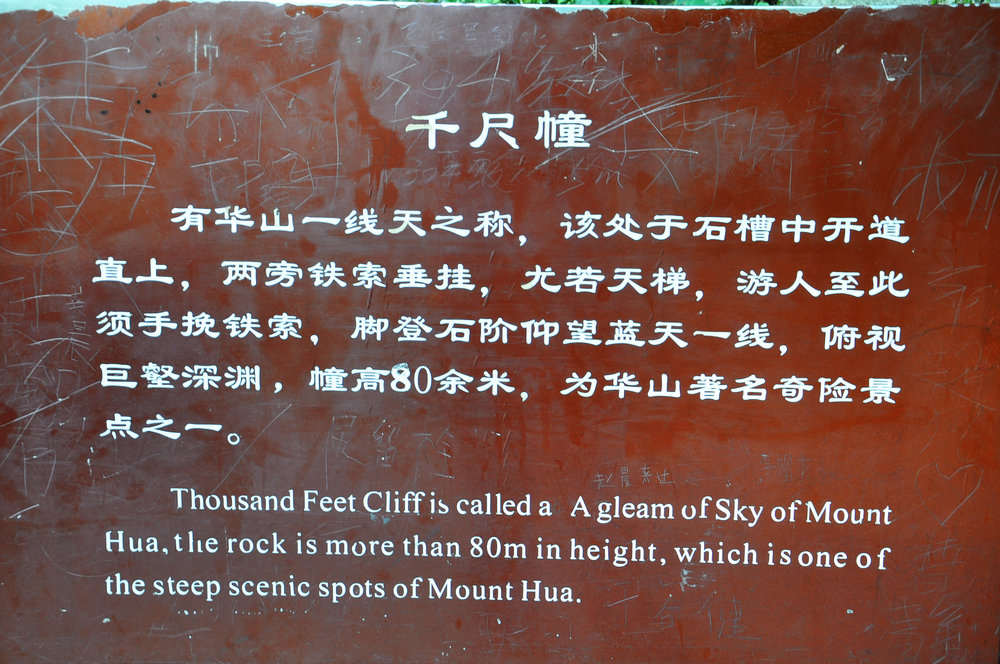 千尺幢
有华山一线天之称，该处于石槽中开道
直上，两旁铁索垂挂，尤若天梯，游人至此
须手挽铁索，脚登石阶仰望蓝天一线，俯视
巨壑深渊，幢高80余米，为华山著名奇险景
点之一。
Thousand Feet Cliff is called a A gleam of Sky of Mount
Hua, the rock is more than 80m in height, which is one of
the steep scenic spots of Mount Hua.